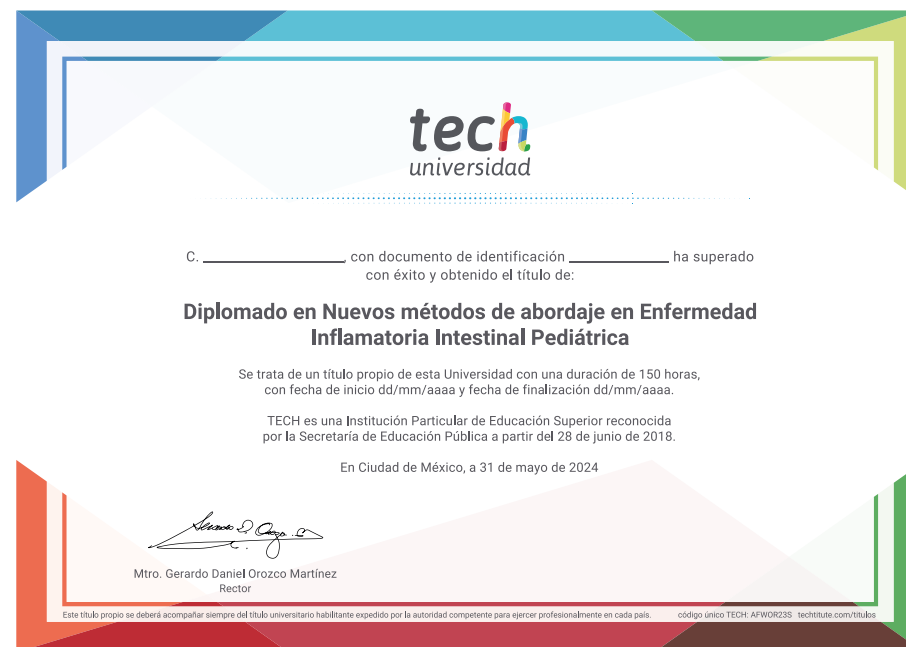 tech
universidad
C. ____________________, con documento de identificación ______________ ha superado
con éxito y obtenido el título de:
Diplomado en Nuevos métodos de abordaje en Enfermedad
Inflamatoria Intestinal Pediátrica
Se trata de un título propio de esta Universidad con una duración de 150 horas,
con fecha de inicio dd/mm/aaaa y fecha de finalización dd/mm/aaaa.
TECH es una Institución Particular de Educación Superior reconocida
por la Secretaría de Educación Pública a partir del 28 de junio de 2018.
En Ciudad de México, a 31 de mayo de 2024
Mtro. Gerardo Daniel Orozco Martínez
Rector
Este título propio se deberá acompañar siempre del título universitario habilitante expedido por la autoridad competente para ejercer profesionalmente en cada país. código único TECH: AFWOR23S techtitute.com/titulos